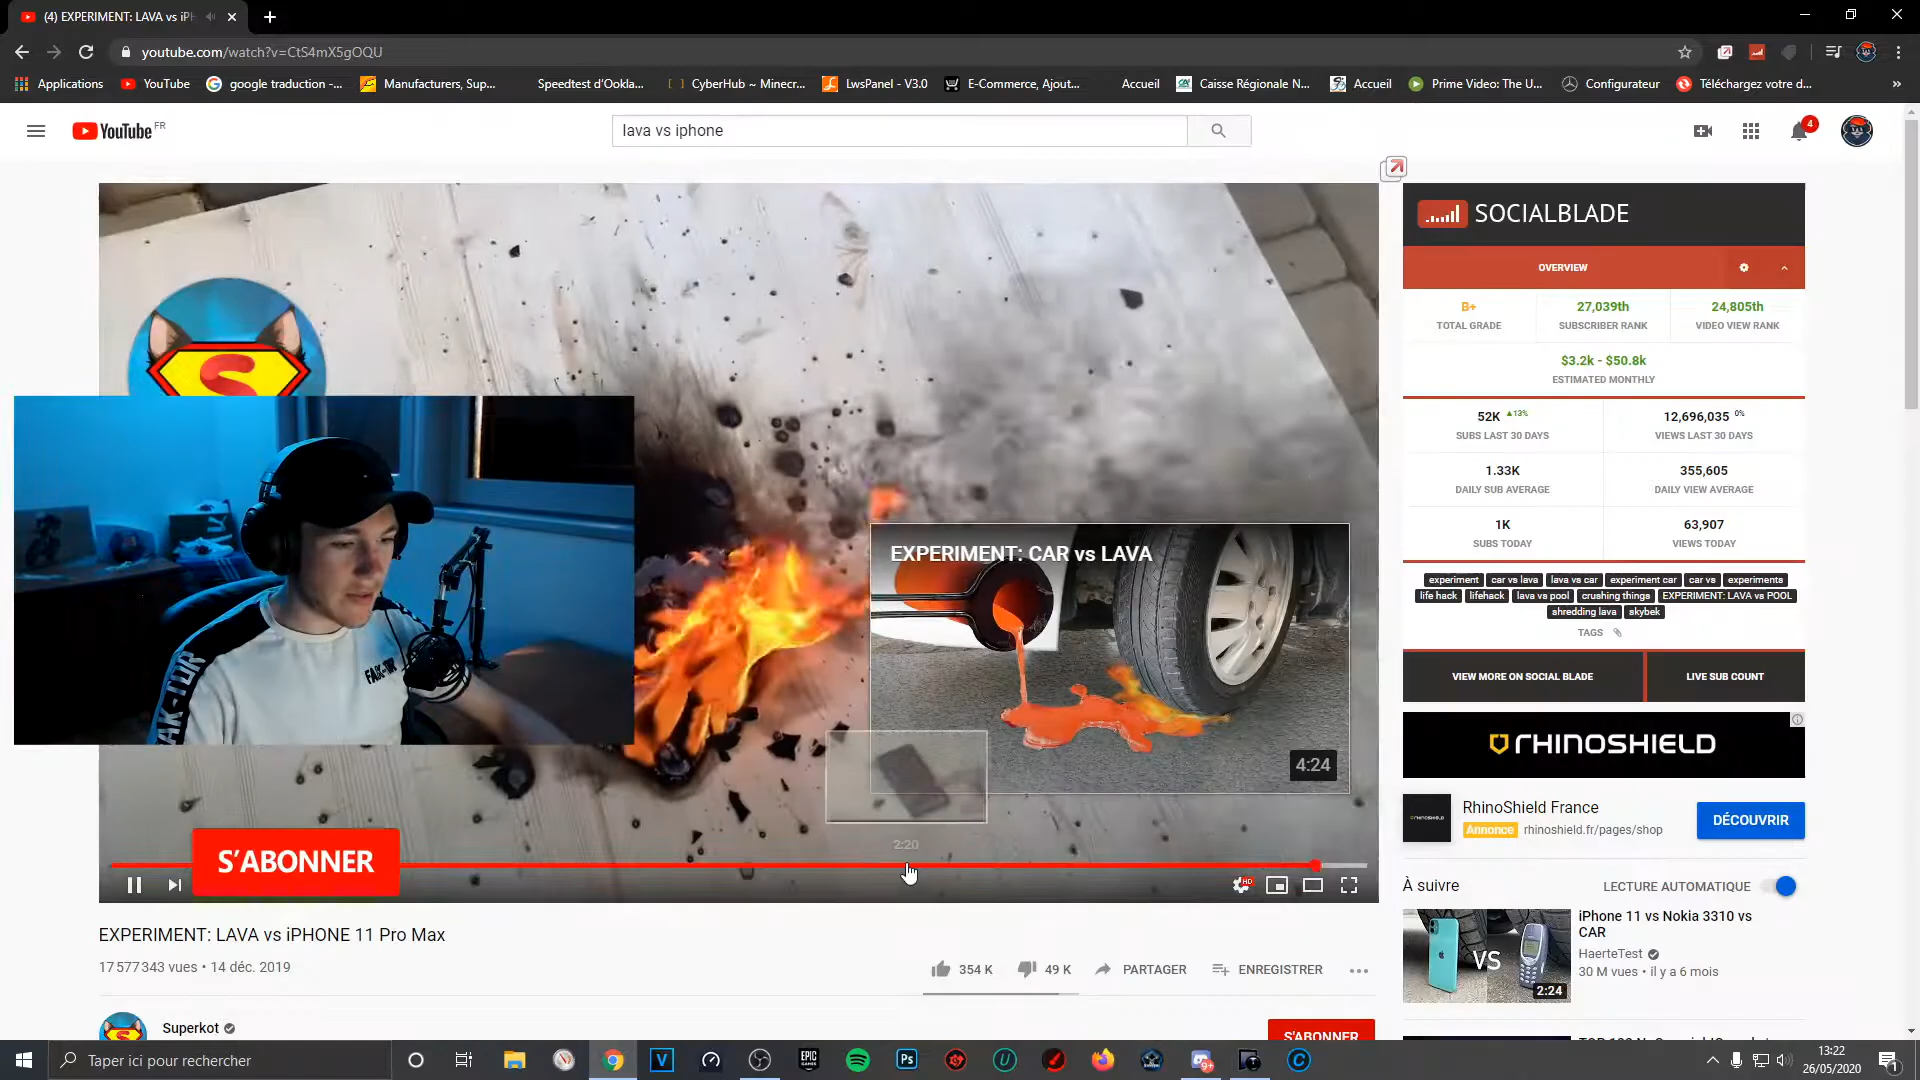 (4) EXPERIMENT: LAVA vs iPH
youtube.com/watch?v=CtS4mX5gOQU
Applications
YouTube
google traduction -...
Manufacturers, Sup...
Speedtest d'Ookla...
CyberHub ~ Minecr...
LwsPanel - V3.0
E-Commerce, Ajout...
Accueil
Caisse Régionale N...
Accueil
Prime Video: The U...
Configurateur
Téléchargez votre d...
YouTube FR
lava vs iphone
4
SOCIALBLADE
OVERVIEW
B+
27,039th
24,805th
TOTAL GRADE
SUBSCRIBER RANK
VIDEO VIEW RANK
$3.2k - $50.8k
ESTIMATED MONTHLY
52K ▲13%
12,696,035 0%
SUBS LAST 30 DAYS
VIEWS LAST 30 DAYS
1.33K
355,605
DAILY SUB AVERAGE
DAILY VIEW AVERAGE
1K
63,907
SUBS TODAY
VIEWS TODAY
experiment car vs lava lava vs car experiment car car vs experiments
life hack lifehack lava vs pool crushing things EXPERIMENT: LAVA vs POOL
shredding lava skybek
TAGS
VIEW MORE ON SOCIAL BLADE
LIVE SUB COUNT
RHINOSHIELD
RhinoShield France
Annonce rhinoshield.fr/pages/shop
DÉCOUVRIR
À suivre
LECTURE AUTOMATIQUE
iPhone 11 vs Nokia 3310 vs
CAR
HaerteTest
30 M vues • il y a 6 mois
VS
2:24
S
EXPERIMENT: CAR vs LAVA
4:24
2:20
S'ABONNER
HD
EXPERIMENT: LAVA vs iPHONE 11 Pro Max
17 577 343 vues • 14 déc. 2019
354 K
49 K
PARTAGER
ENREGISTRER
Superkot
S'ABONNER
Taper ici pour rechercher
EPIC GAMES
Ps
13:22
26/05/2020